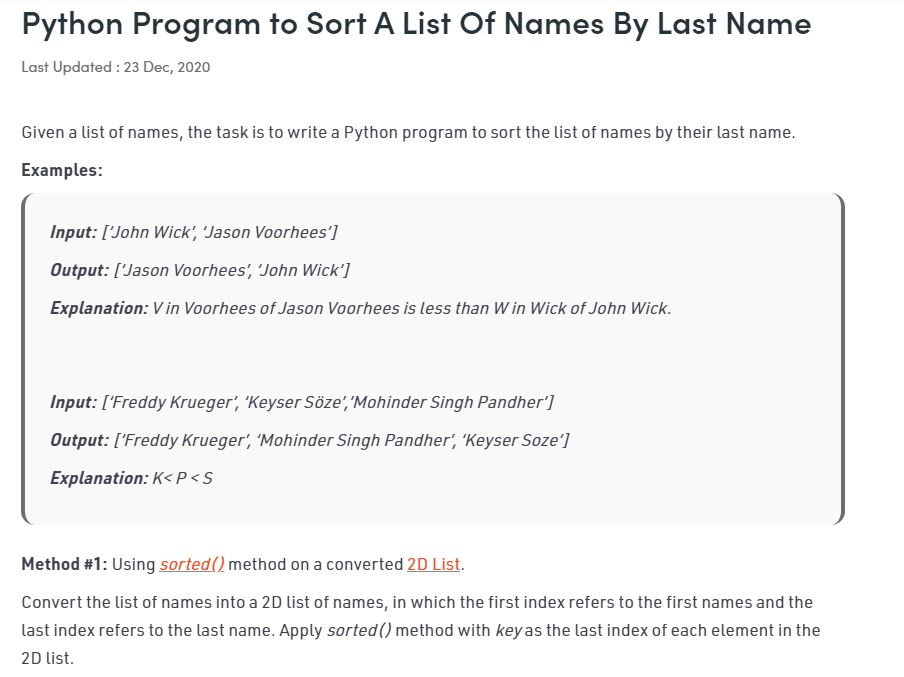 Python Program to Sort A List Of Names By Last Name
Last Updated : 23 Dec, 2020
Given a list of names, the task is to write a Python program to sort the list of names by their last name.
Examples:
Input: [‘John Wick’, ‘Jason Voorhees’]
Output: [‘Jason Voorhees’, ‘John Wick’]
Explanation: V in Voorhees of Jason Voorhees is less than W in Wick of John Wick.
Input: [‘Freddy Krueger’, ‘Keyser Söze’,’Mohinder Singh Pandher’]
Output: [‘Freddy Krueger’, ‘Mohinder Singh Pandher’, ‘Keyser Soze’]
Explanation: K< P < S
Method #1: Using sorted() method on a converted 2D List.
Convert the list of names into a 2D list of names, in which the first index refers to the first names and the
last index refers to the last name. Apply sorted() method with key as the last index of each element in the
2D list.